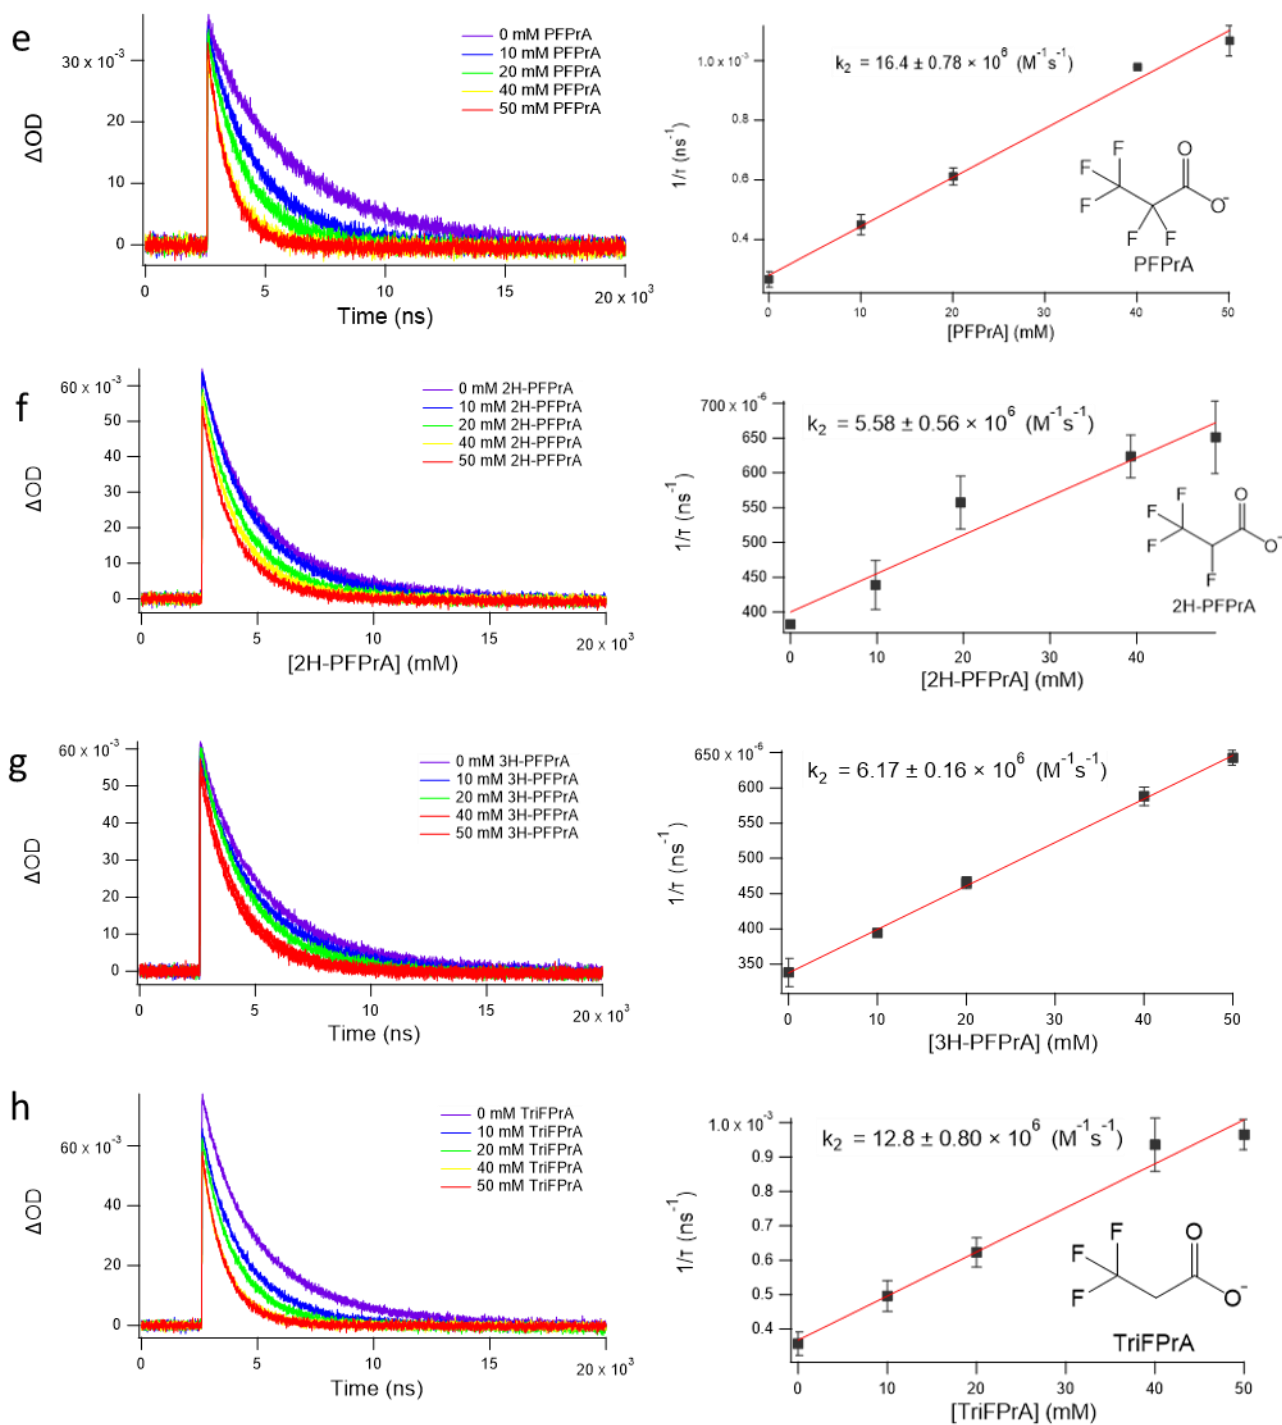 e
0 mM PFPrA
10 mM PFPrA
20 mM PFPrA
40 mM PFPrA
50 mM PFPrA
30 x 10⁻³
20
10
0
ΔOD
0
5
10
15
20 x 10³
Time (ns)
k₂ = 16.4 ± 0.78 × 10⁶ (M⁻¹s⁻¹)
1.0 x 10⁻³
0.8
0.6
0.4
1/τ (ns⁻¹)
F
F
O
F
F
O⁻
F
F
PFPrA
0
10
20
30
40
50
[PFPrA] (mM)
f
0 mM 2H-PFPrA
10 mM 2H-PFPrA
20 mM 2H-PFPrA
40 mM 2H-PFPrA
50 mM 2H-PFPrA
60 x 10⁻³
50
40
30
20
10
0
ΔOD
0
5
10
15
20 x 10³
[2H-PFPrA] (mM)
k₂ = 5.58 ± 0.56 × 10⁶ (M⁻¹s⁻¹)
700 x 10⁻⁶
650
600
550
500
450
400
1/τ (ns⁻¹)
F
O
F
F
O⁻
F
2H-PFPrA
0
10
20
30
40
[2H-PFPrA] (mM)
g
0 mM 3H-PFPrA
10 mM 3H-PFPrA
20 mM 3H-PFPrA
40 mM 3H-PFPrA
50 mM 3H-PFPrA
60 x 10⁻³
50
40
30
20
10
0
ΔOD
0
5
10
15
20 x 10³
Time (ns)
k₂ = 6.17 ± 0.16 × 10⁶ (M⁻¹s⁻¹)
650 x 10⁻⁶
600
550
500
450
400
350
1/τ (ns⁻¹)
0
10
20
30
40
50
[3H-PFPrA] (mM)
h
0 mM TriFPrA
10 mM TriFPrA
20 mM TriFPrA
40 mM TriFPrA
50 mM TriFPrA
60 x 10⁻³
40
20
0
ΔOD
0
5
10
15
20 x 10³
Time (ns)
k₂ = 12.8 ± 0.80 × 10⁶ (M⁻¹s⁻¹)
1.0 x 10⁻³
0.9
0.8
0.7
0.6
0.5
0.4
1/τ (ns⁻¹)
F
O
F
F
O⁻
TriFPrA
0
10
20
30
40
50
[TriFPrA] (mM)